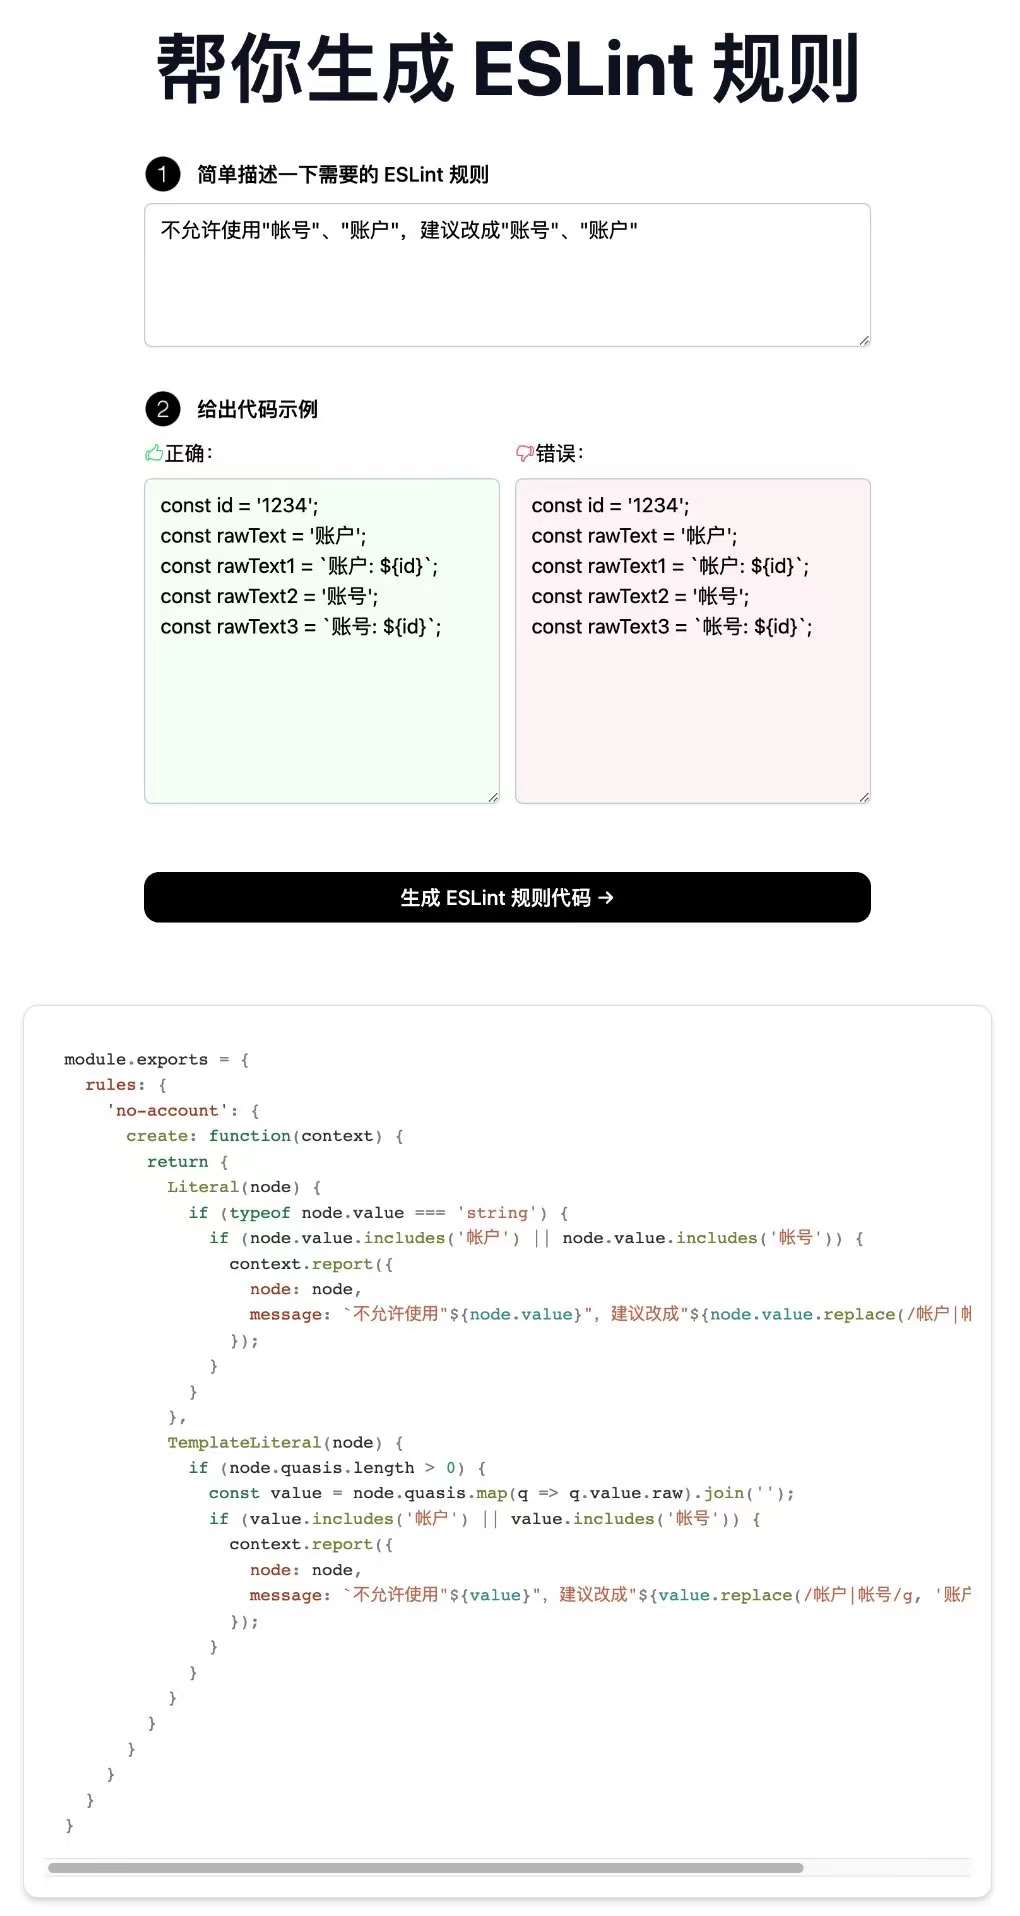 帮你生成 ESLint 规则
1 简单描述一下需要的 ESLint 规则
不允许使用"帐号"、"账户"，建议改成"账号"、"账户"
2 给出代码示例
正确：
const id = '1234';
const rawText = '账户';
const rawText1 = `账户: ${id}`;
const rawText2 = '账号';
const rawText3 = `账号: ${id}`;
错误：
const id = '1234';
const rawText = '帐户';
const rawText1 = `帐户: ${id}`;
const rawText2 = '帐号';
const rawText3 = `帐号: ${id}`;
生成 ESLint 规则代码 →
module.exports = {
rules: {
'no-account': {
create: function(context) {
return {
Literal(node) {
if (typeof node.value === 'string') {
if (node.value.includes('帐户') || node.value.includes('帐号')) {
context.report({
node: node,
message: `不允许使用"${node.value}"，建议改成"${node.value.replace(/帐户|帐
});
}
}
},
TemplateLiteral(node) {
if (node.quasis.length > 0) {
const value = node.quasis.map(q => q.value.raw).join('');
if (value.includes('帐户') || value.includes('帐号')) {
context.report({
node: node,
message: `不允许使用"${value}"，建议改成"${value.replace(/帐户|帐号/g, '账户
});
}
}
}
}
}
}
}
}